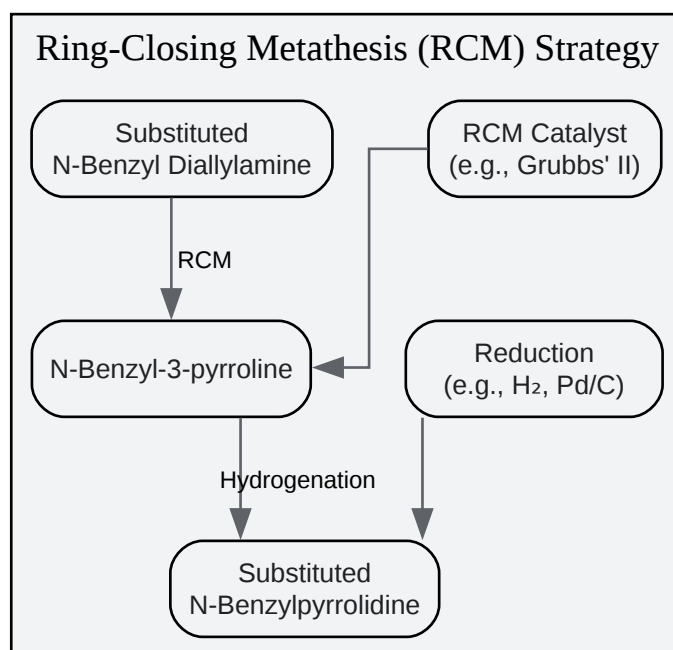 Ring-Closing Metathesis (RCM) Strategy
Substituted
N-Benzyl Diallylamine
RCM Catalyst
(e.g., Grubbs' II)
RCM
N-Benzyl-3-pyrroline
Reduction
(e.g., H₂, Pd/C)
Hydrogenation
Substituted
N-Benzylpyrrolidine